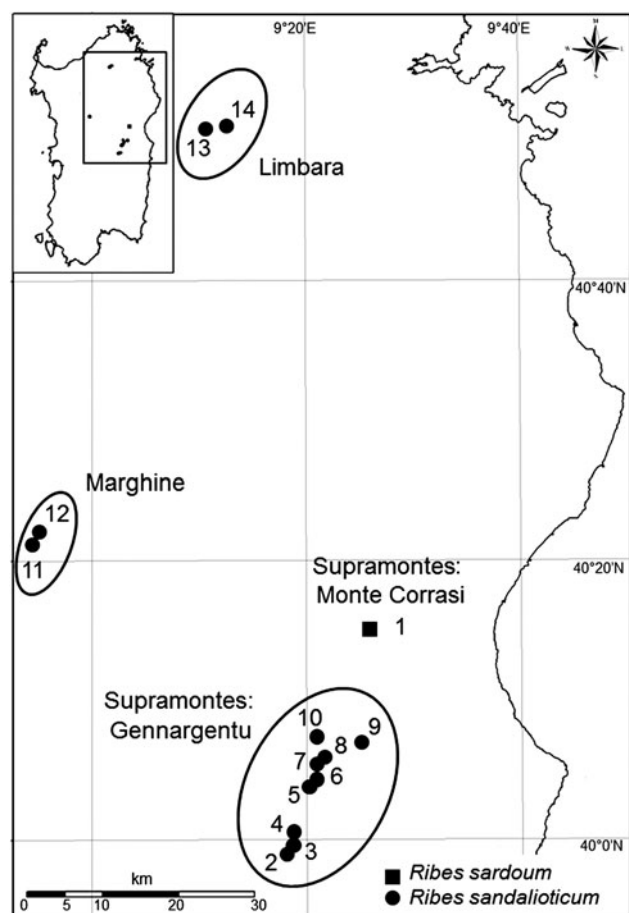 9°20'E
9°40'E
N
14
13
Limbara
40°40'N
Marghine
12
11
40°20'N
Supramontes:
Monte Corrasi
1
Supramontes:
Gennargentu
10
9
8
7
6
5
4
3
2
40°0'N
km
0 5 10 20 30
Ribes sardoum
Ribes sandalioticum